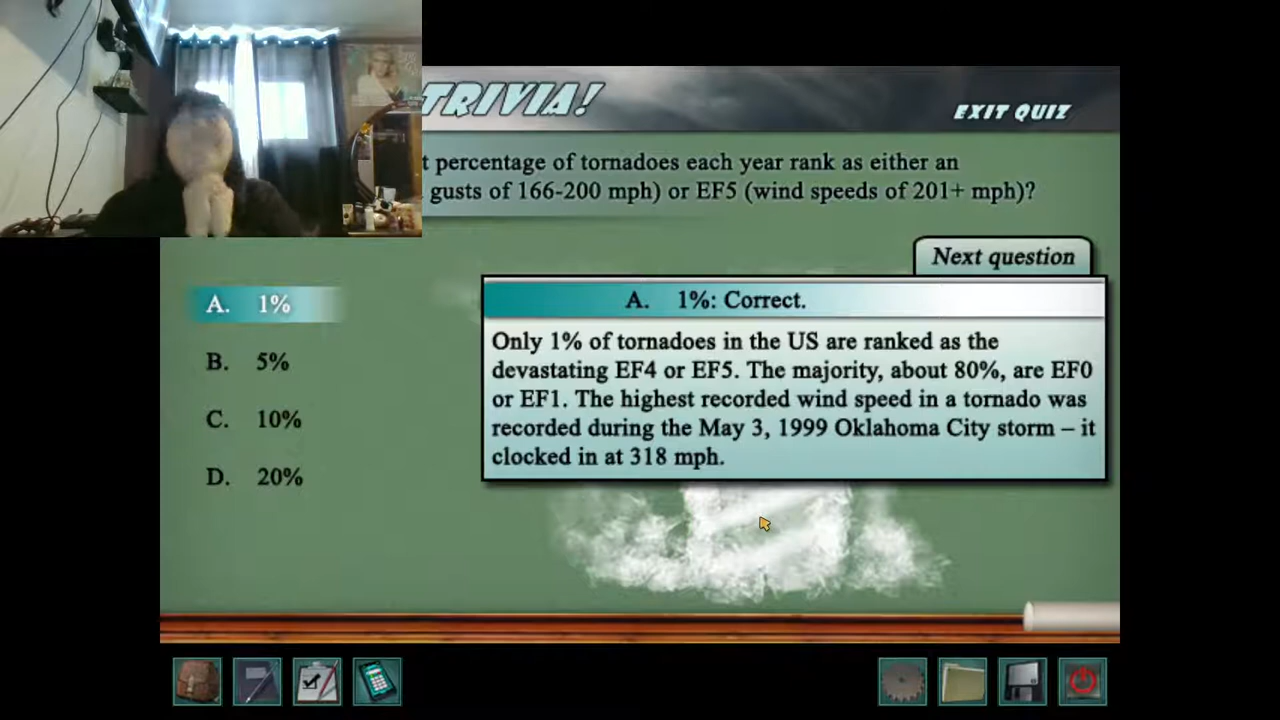 TRIVIA!
EXIT QUIZ
t percentage of tornadoes each year rank as either an
gusts of 166-200 mph) or EF5 (wind speeds of 201+ mph)?
Next question
A. 1%
A. 1%: Correct.
Only 1% of tornadoes in the US are ranked as the
devastating EF4 or EF5. The majority, about 80%, are EF0
or EF1. The highest recorded wind speed in a tornado was
recorded during the May 3, 1999 Oklahoma City storm – it
clocked in at 318 mph.
B. 5%
C. 10%
D. 20%